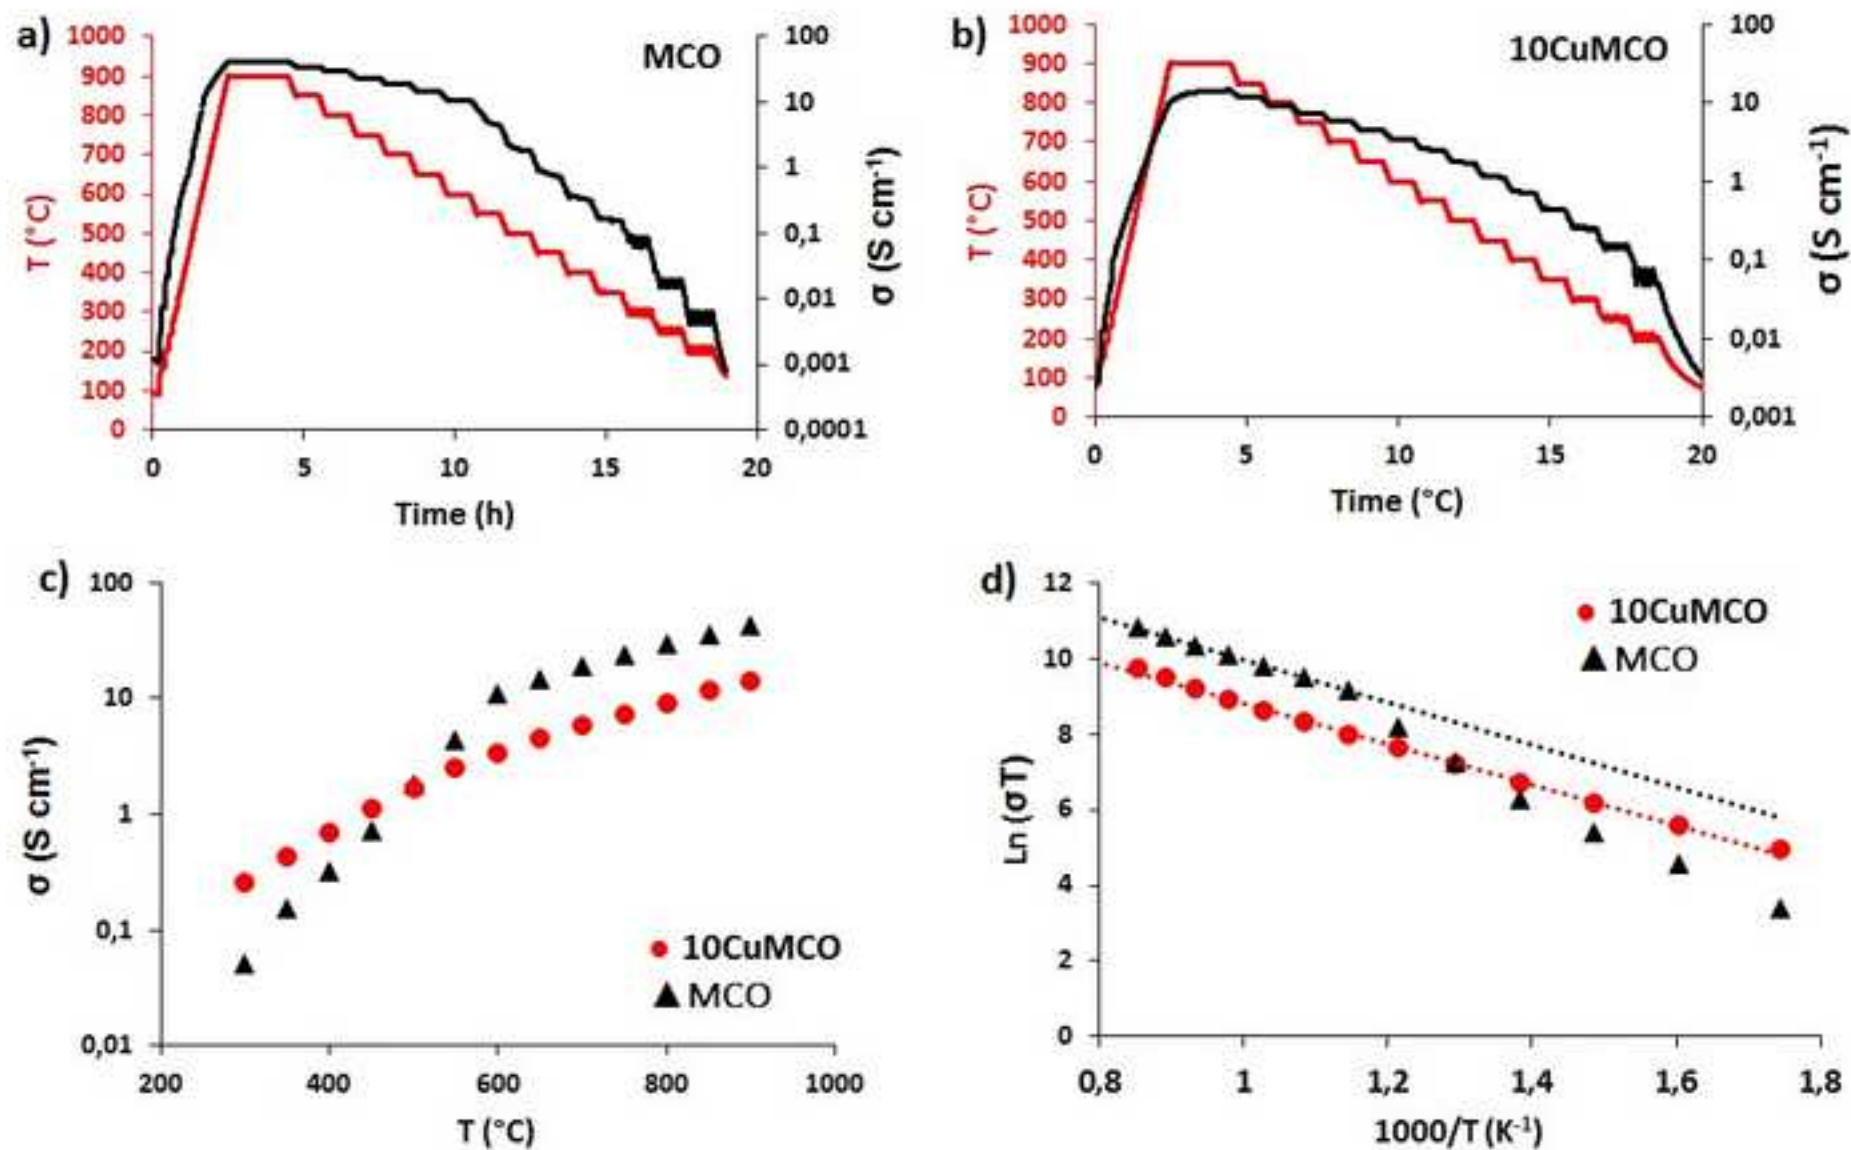 a)
MCO
1000
900
800
700
600
500
400
300
200
100
0
T (°C)
100
10
1
0,1
0,01
0,001
0,0001
σ (S cm-1)
0 5 10 15 20
Time (h)
b)
10CuMCO
1000
900
800
700
600
500
400
300
200
100
0
T (°C)
100
10
1
0,1
0,01
0,001
σ (S cm-1)
0 5 10 15 20
Time (°C)
c)
100
10
1
0,1
0,01
σ (S cm-1)
10CuMCO
MCO
200 400 600 800 1000
T (°C)
d)
12
10
8
6
4
2
0
Ln (σT)
10CuMCO
MCO
0,8 1 1,2 1,4 1,6 1,8
1000/T (K-1)